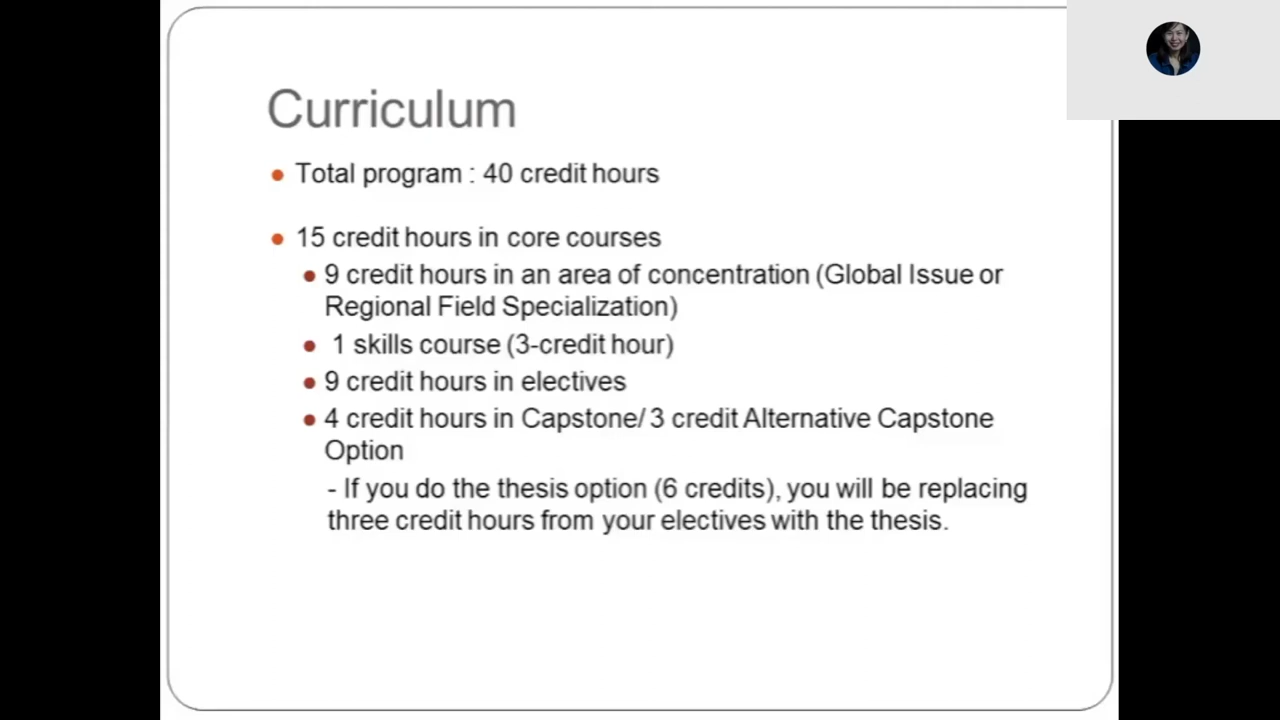 Curriculum
Total program : 40 credit hours
15 credit hours in core courses
9 credit hours in an area of concentration (Global Issue or
Regional Field Specialization)
1 skills course (3-credit hour)
9 credit hours in electives
4 credit hours in Capstone/ 3 credit Alternative Capstone
Option
- If you do the thesis option (6 credits), you will be replacing
three credit hours from your electives with the thesis.